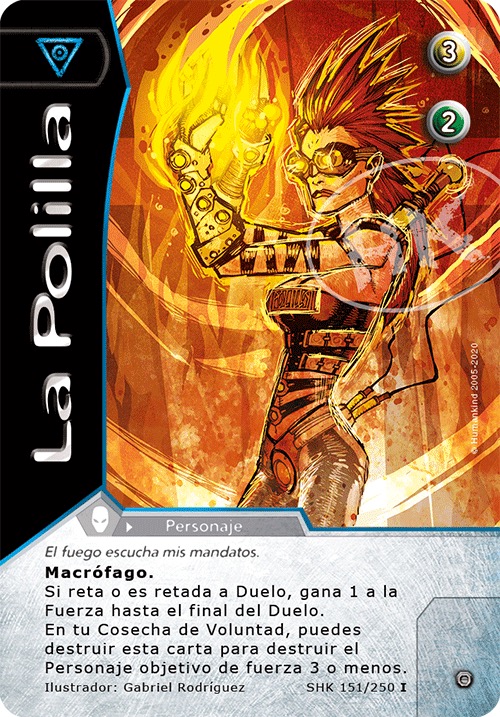 La Polilla
3
2
© Humankind 2005-2020
Personaje
El fuego escucha mis mandatos.
Macrófago.
Si reta o es retada a Duelo, gana 1 a la
Fuerza hasta el final del Duelo.
En tu Cosecha de Voluntad, puedes
destruir esta carta para destruir el
Personaje objetivo de fuerza 3 o menos.
Ilustrador: Gabriel Rodríguez SHK 151/250 I